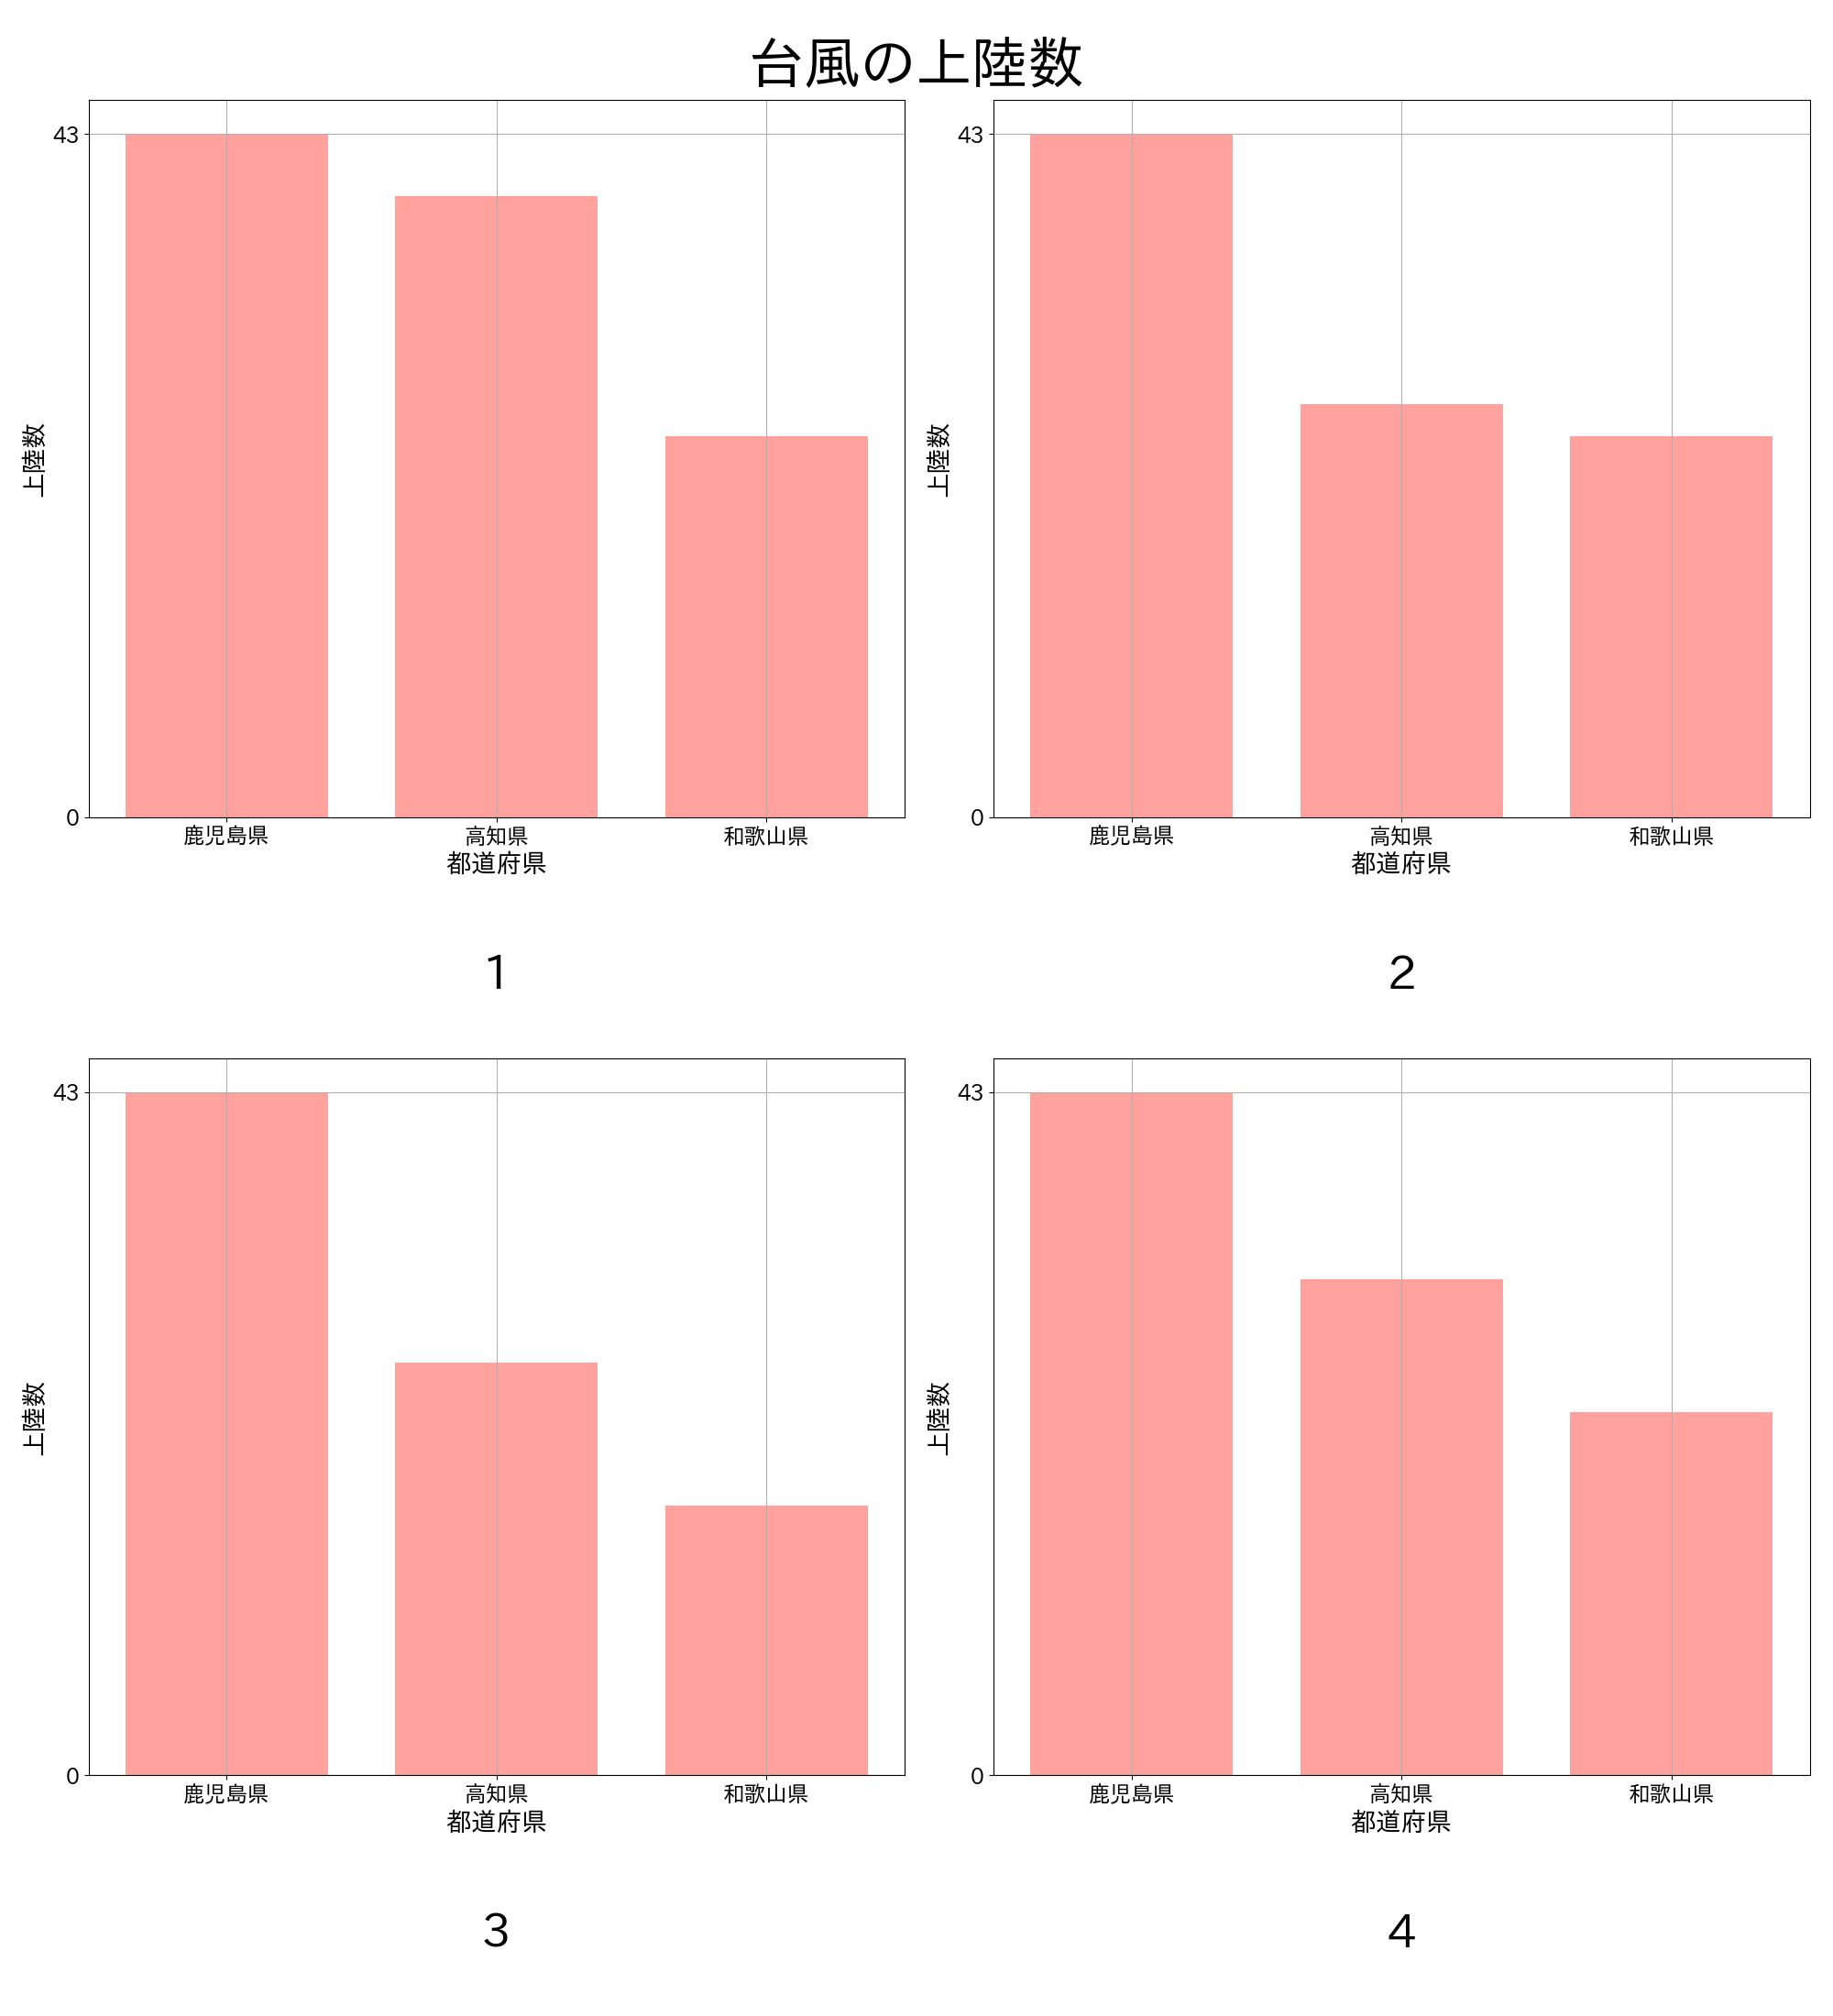 台風の上陸数
43
0
上陸数
鹿児島県 高知県 和歌山県
都道府県
1
43
0
上陸数
鹿児島県 高知県 和歌山県
都道府県
2
43
0
上陸数
鹿児島県 高知県 和歌山県
都道府県
3
43
0
上陸数
鹿児島県 高知県 和歌山県
都道府県
4